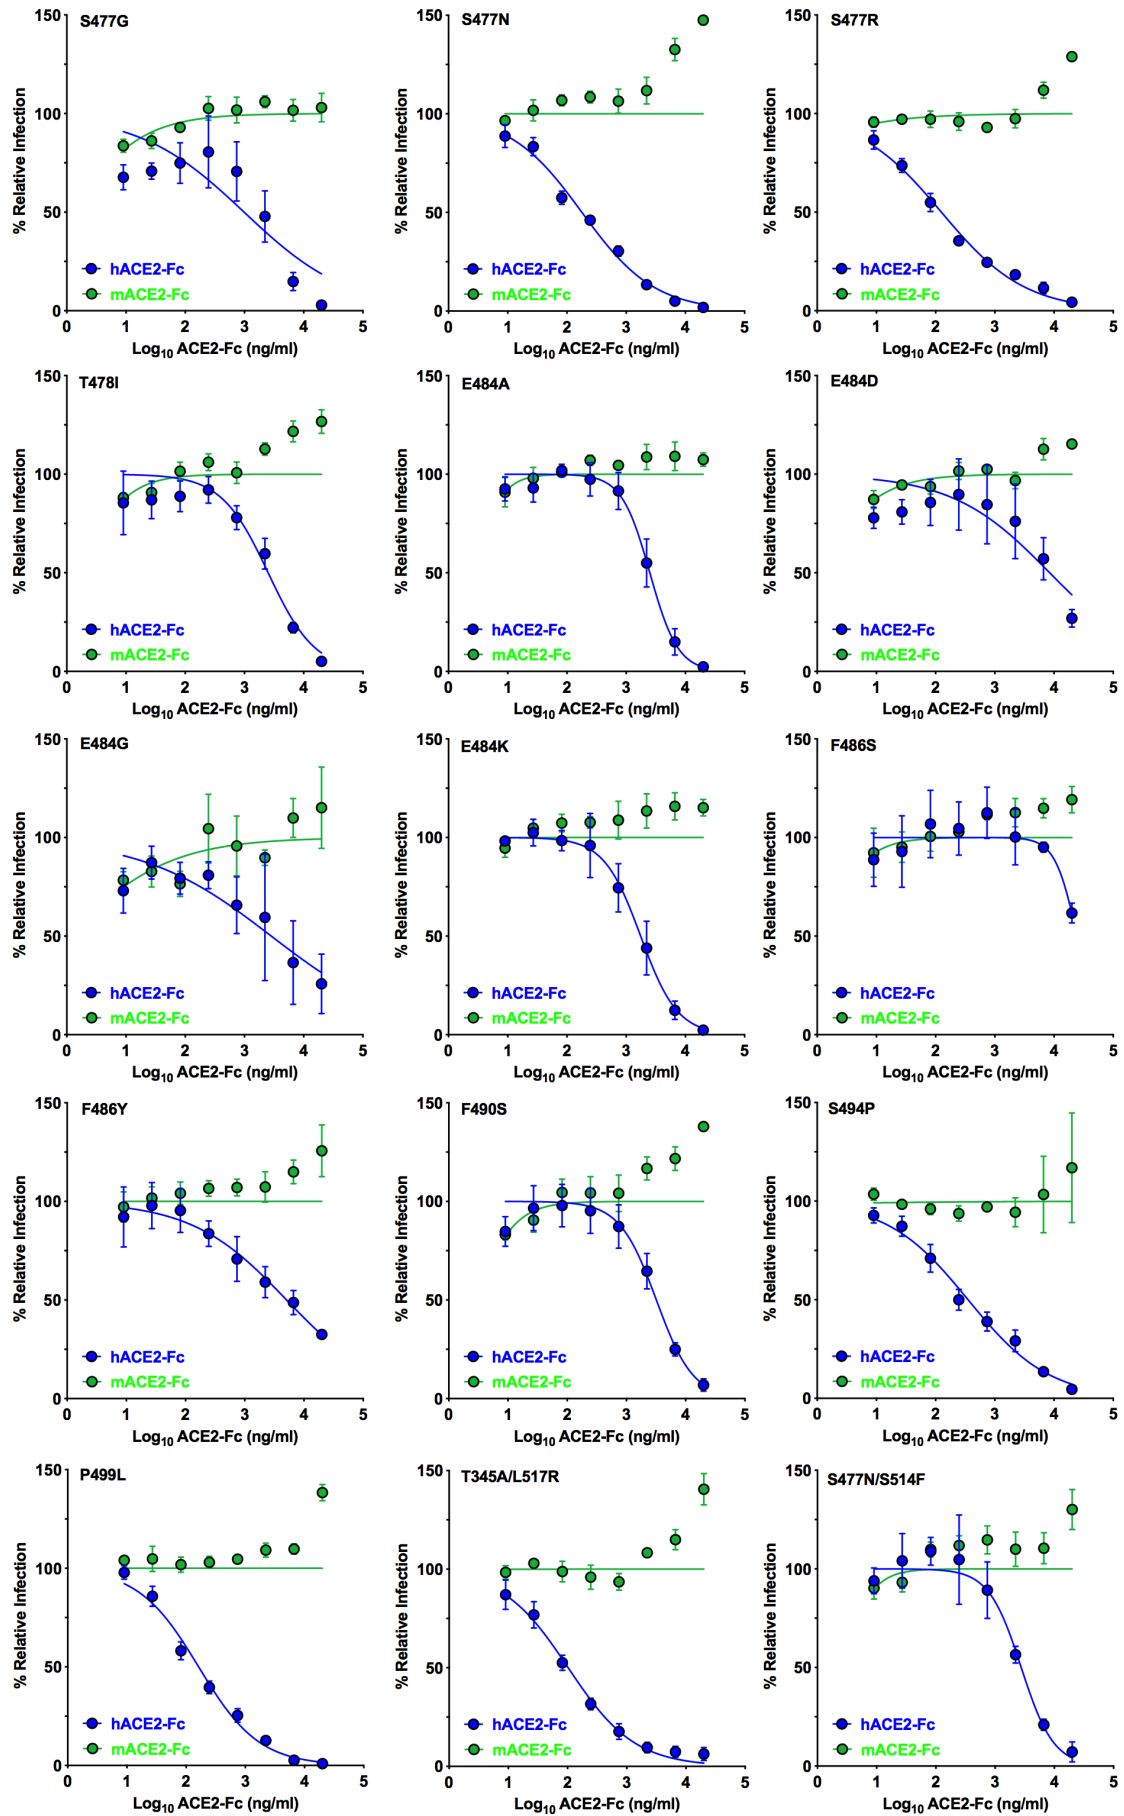 S477G
150
100
50
0
% Relative Infection
hACE2-Fc
mACE2-Fc
0 1 2 3 4 5
Log10 ACE2-Fc (ng/ml)
S477N
150
100
50
0
% Relative Infection
hACE2-Fc
mACE2-Fc
0 1 2 3 4 5
Log10 ACE2-Fc (ng/ml)
S477R
150
100
50
0
% Relative Infection
hACE2-Fc
mACE2-Fc
0 1 2 3 4 5
Log10 ACE2-Fc (ng/ml)
T478I
150
100
50
0
% Relative Infection
hACE2-Fc
mACE2-Fc
0 1 2 3 4 5
Log10 ACE2-Fc (ng/ml)
E484A
150
100
50
0
% Relative Infection
hACE2-Fc
mACE2-Fc
0 1 2 3 4 5
Log10 ACE2-Fc (ng/ml)
E484D
150
100
50
0
% Relative Infection
hACE2-Fc
mACE2-Fc
0 1 2 3 4 5
Log10 ACE2-Fc (ng/ml)
E484G
150
100
50
0
% Relative Infection
hACE2-Fc
mACE2-Fc
0 1 2 3 4 5
Log10 ACE2-Fc (ng/ml)
E484K
150
100
50
0
% Relative Infection
hACE2-Fc
mACE2-Fc
0 1 2 3 4 5
Log10 ACE2-Fc (ng/ml)
F486S
150
100
50
0
% Relative Infection
hACE2-Fc
mACE2-Fc
0 1 2 3 4 5
Log10 ACE2-Fc (ng/ml)
F486Y
150
100
50
0
% Relative Infection
hACE2-Fc
mACE2-Fc
0 1 2 3 4 5
Log10 ACE2-Fc (ng/ml)
F490S
150
100
50
0
% Relative Infection
hACE2-Fc
mACE2-Fc
0 1 2 3 4 5
Log10 ACE2-Fc (ng/ml)
S494P
150
100
50
0
% Relative Infection
hACE2-Fc
mACE2-Fc
0 1 2 3 4 5
Log10 ACE2-Fc (ng/ml)
P499L
150
100
50
0
% Relative Infection
hACE2-Fc
mACE2-Fc
0 1 2 3 4 5
Log10 ACE2-Fc (ng/ml)
T345A/L517R
150
100
50
0
% Relative Infection
hACE2-Fc
mACE2-Fc
0 1 2 3 4 5
Log10 ACE2-Fc (ng/ml)
S477N/S514F
150
100
50
0
% Relative Infection
hACE2-Fc
mACE2-Fc
0 1 2 3 4 5
Log10 ACE2-Fc (ng/ml)